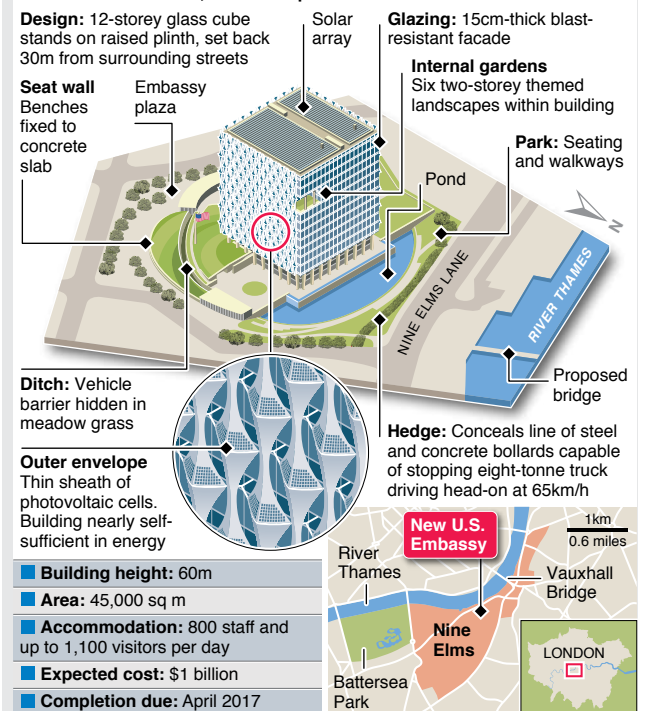 Design: 12-storey glass cube
stands on raised plinth, set back
30m from surrounding streets
Solar
array
Glazing: 15cm-thick blast-
resistant facade
Internal gardens
Six two-storey themed
landscapes within building
Seat wall
Benches
fixed to
concrete
slab
Embassy
plaza
Park: Seating
and walkways
Pond
N
NINE ELMS LANE
RIVER THAMES
Proposed
bridge
Ditch: Vehicle
barrier hidden in
meadow grass
Hedge: Conceals line of steel
and concrete bollards capable
of stopping eight-tonne truck
driving head-on at 65km/h
Outer envelope
Thin sheath of
photovoltaic cells.
Building nearly self-
sufficient in energy
New U.S.
Embassy
1km
0.6 miles
River
Thames
Vauxhall
Bridge
Nine
Elms
Battersea
Park
LONDON
Building height: 60m
Area: 45,000 sq m
Accommodation: 800 staff and
up to 1,100 visitors per day
Expected cost: $1 billion
Completion due: April 2017